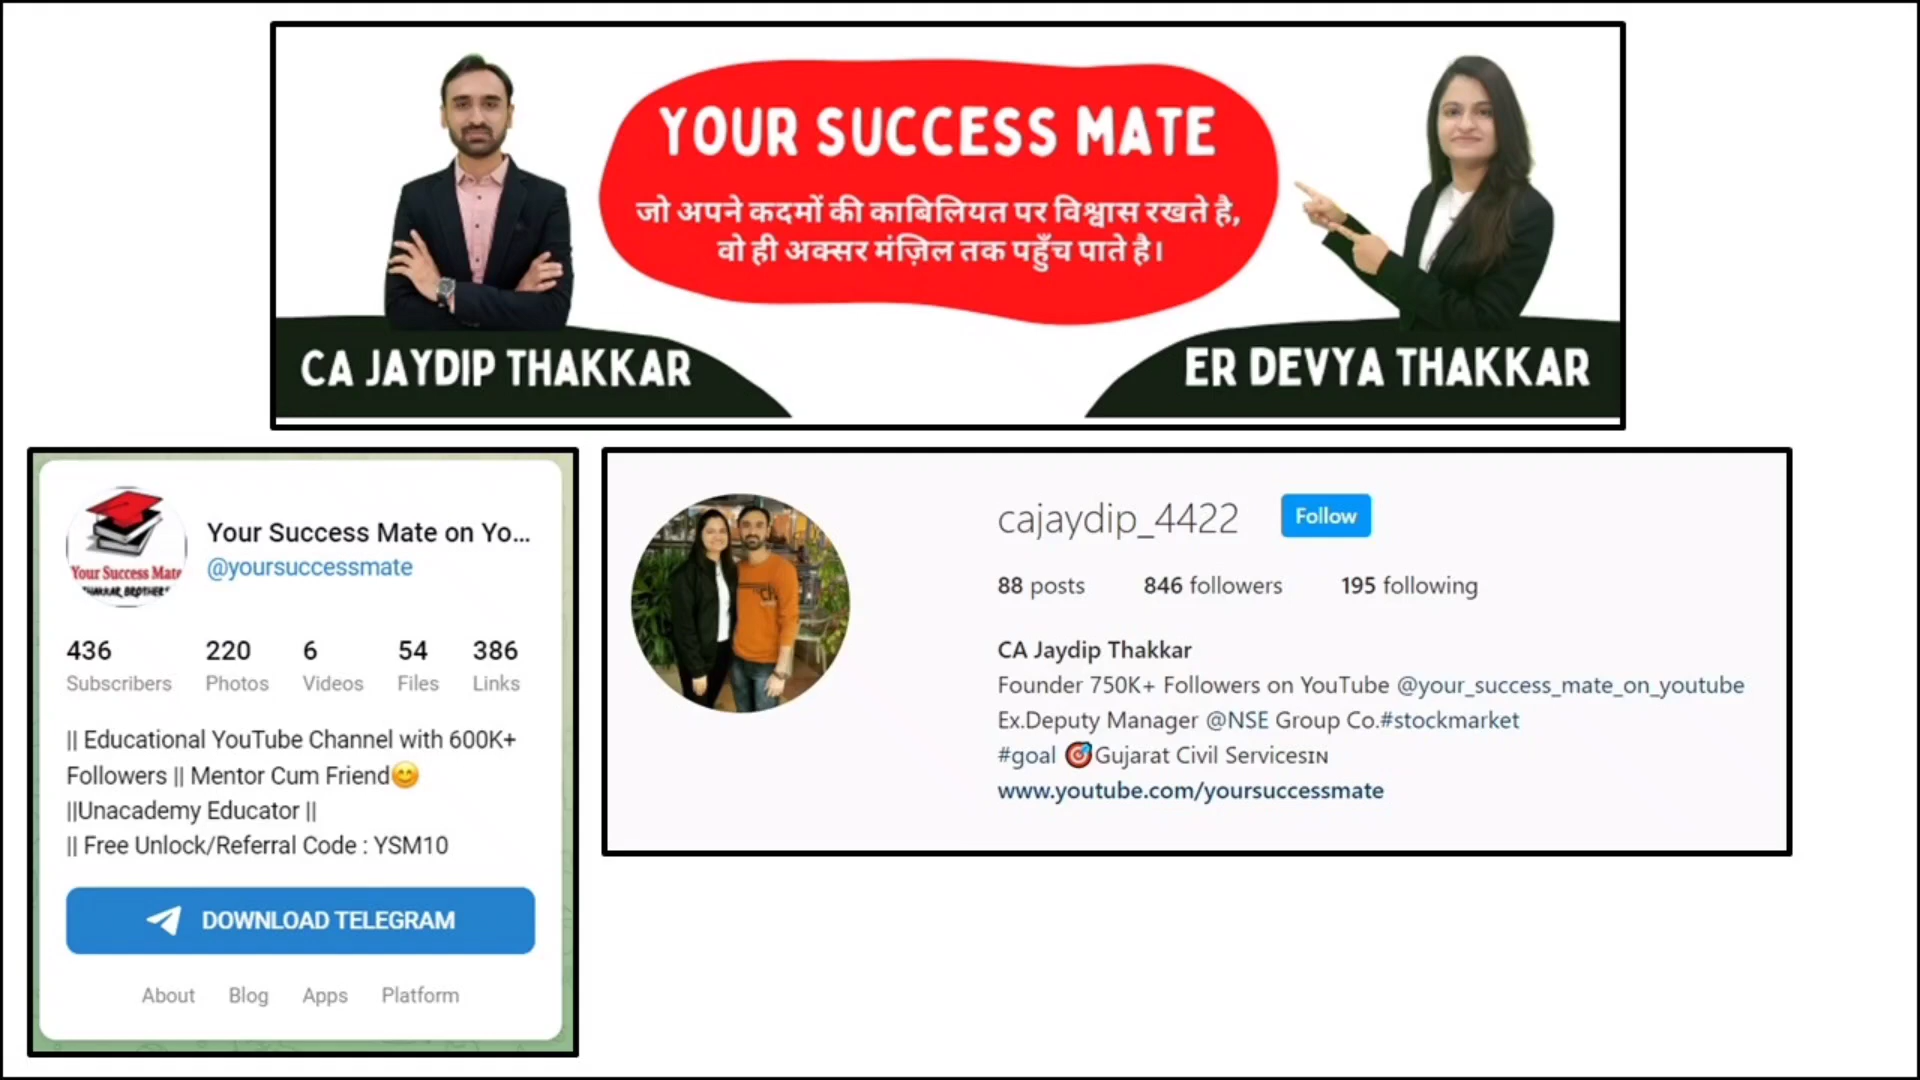 YOUR SUCCESS MATE
जो अपने कदमों की काबिलियत पर विश्वास रखते है,
वो ही अक्सर मंज़िल तक पहुँच पाते है।
CA JAYDIP THAKKAR
ER DEVYA THAKKAR
Your Success Mate
THAKKAR BROTHERS
Your Success Mate on Yo...
@yoursuccessmate
436 220 6 54 386
Subscribers Photos Videos Files Links
|| Educational YouTube Channel with 600K+
Followers || Mentor Cum Friend😊
||Unacademy Educator ||
|| Free Unlock/Referral Code : YSM10
DOWNLOAD TELEGRAM
About Blog Apps Platform
cajaydip_4422 Follow
88 posts 846 followers 195 following
CA Jaydip Thakkar
Founder 750K+ Followers on YouTube @your_success_mate_on_youtube
Ex.Deputy Manager @NSE Group Co.#stockmarket
#goal 🎯Gujarat Civil Servicesɪɴ
www.youtube.com/yoursuccessmate